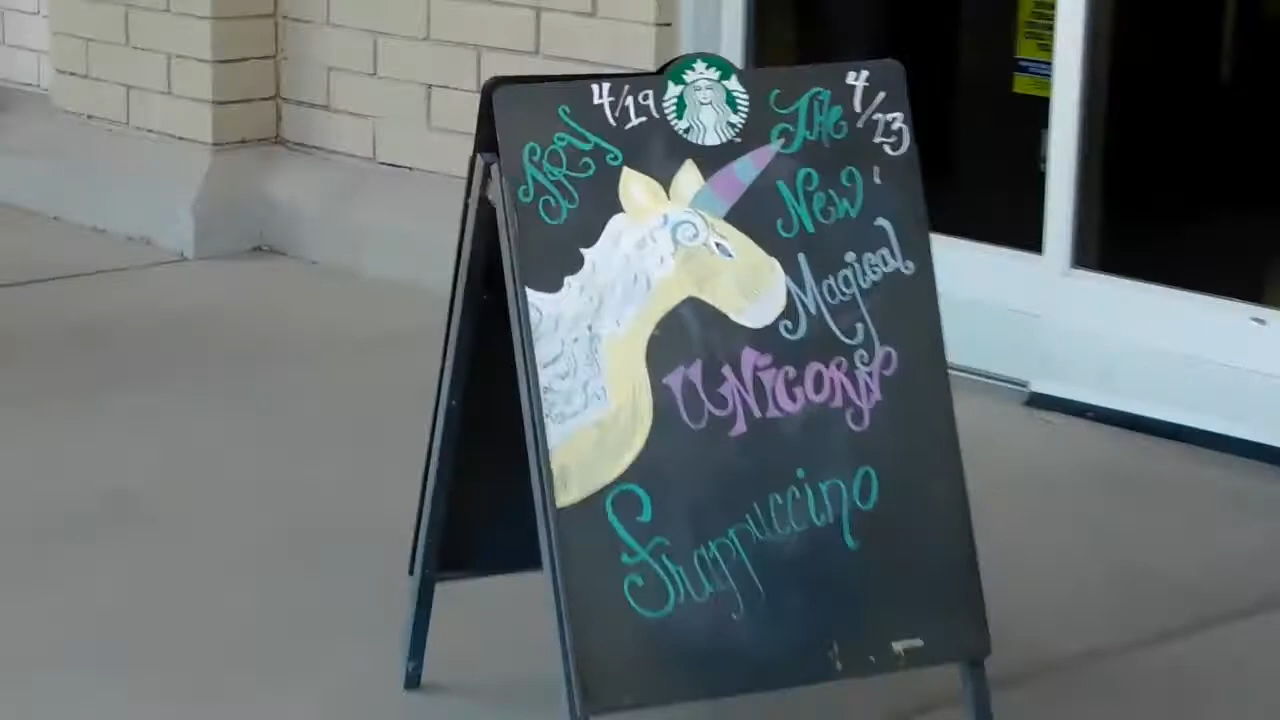 4/19
4/23
Try The
New
Magical
UNICORN
Frappuccino